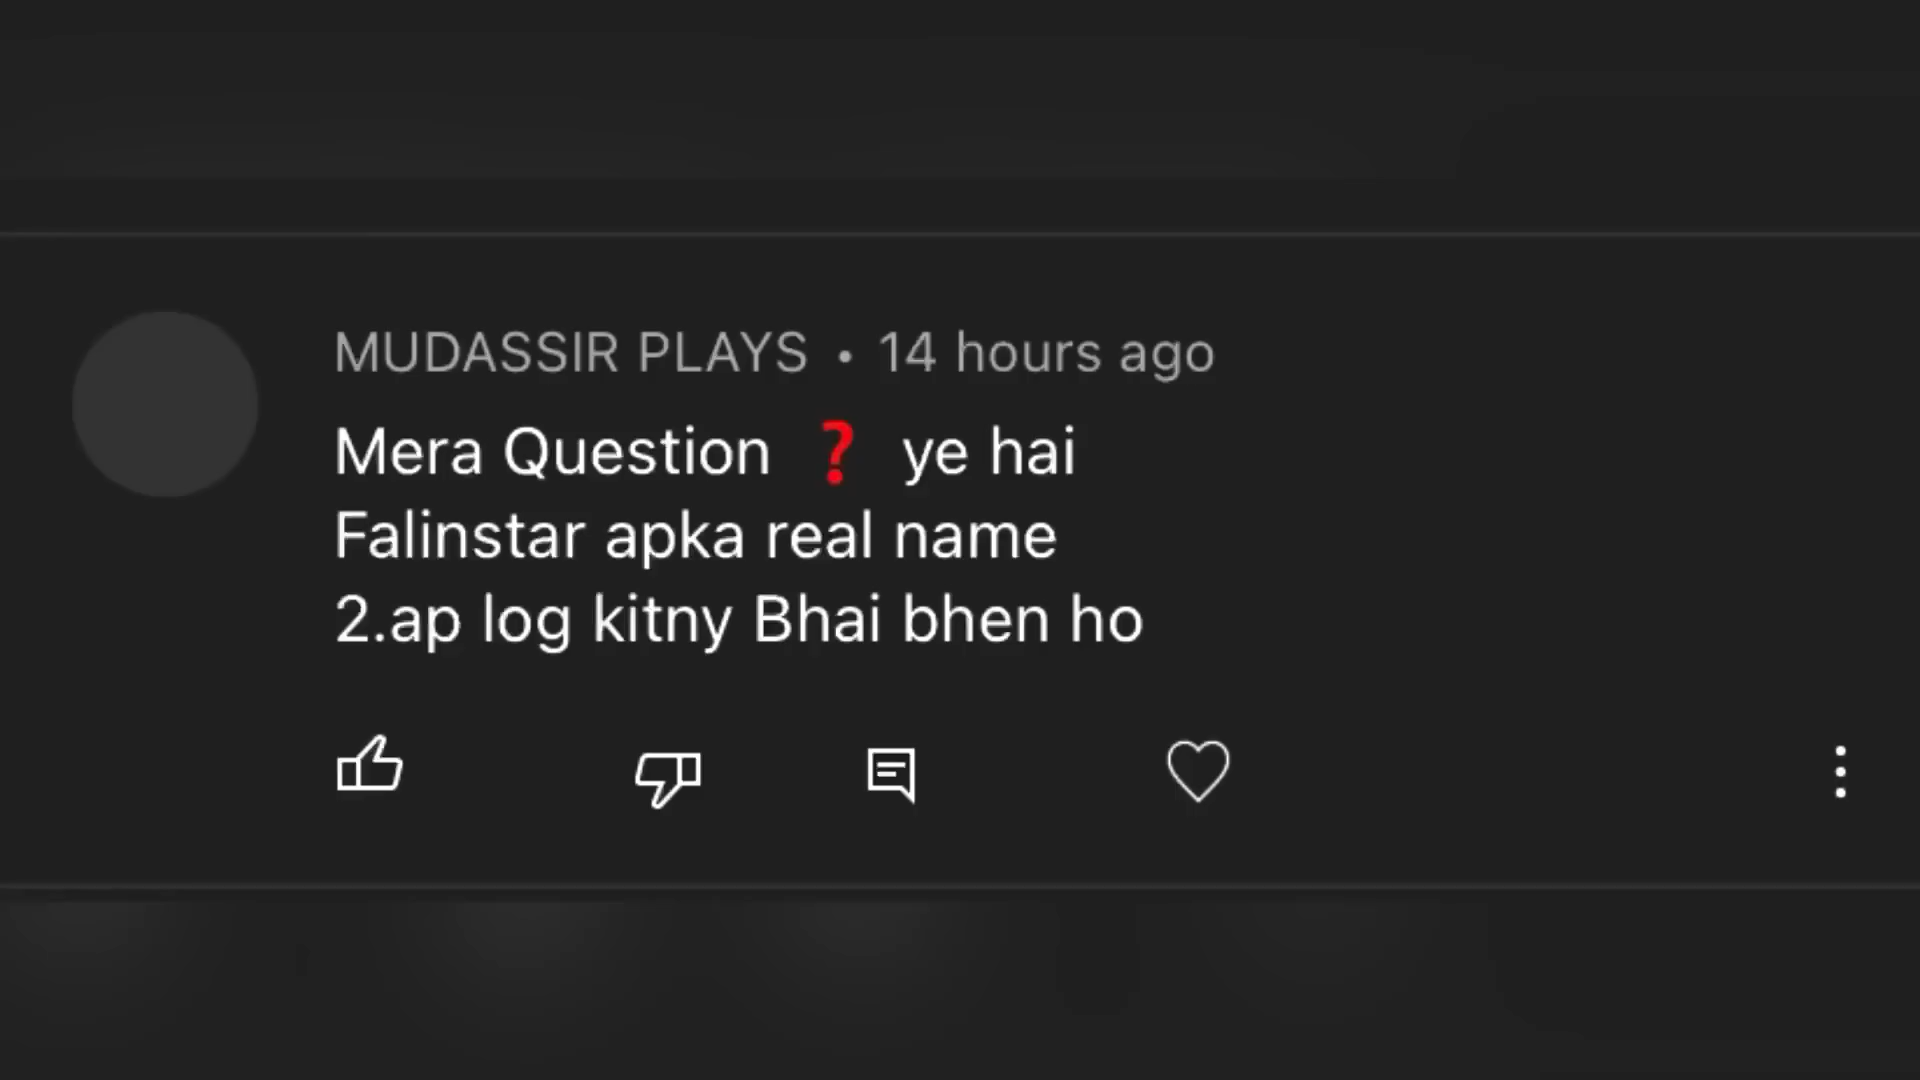 MUDASSIR PLAYS • 14 hours ago
Mera Question ❓ ye hai
Falinstar apka real name
2.ap log kitny Bhai bhen ho